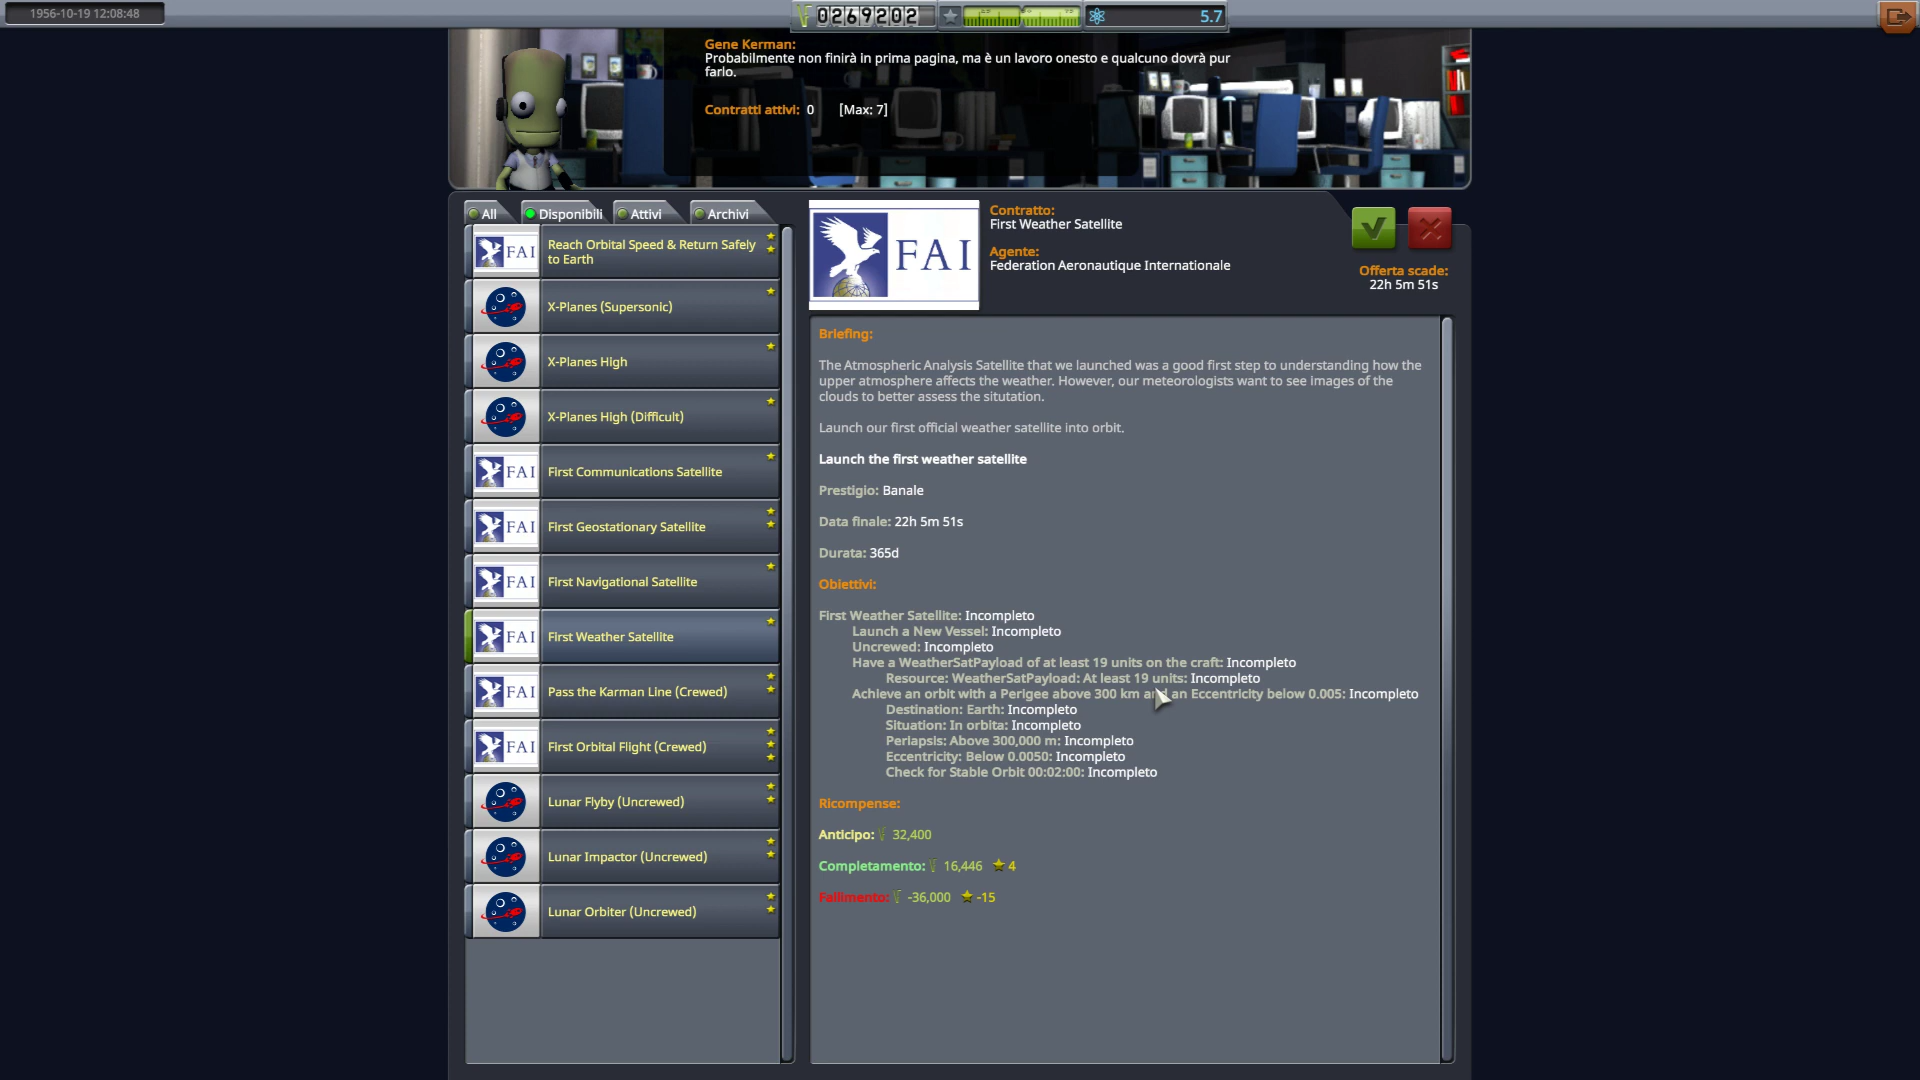 1956-10-19 12:08:48
0269202
5.7
Gene Kerman:
Probabilmente non finirà in prima pagina, ma è un lavoro onesto e qualcuno dovrà pur
farlo.
Contratti attivi: 0 [Max: 7]
All
Disponibili
Attivi
Archivi
FAI Reach Orbital Speed & Return Safely
to Earth
X-Planes (Supersonic)
X-Planes High
X-Planes High (Difficult)
FAI First Communications Satellite
FAI First Geostationary Satellite
FAI First Navigational Satellite
FAI First Weather Satellite
FAI Pass the Karman Line (Crewed)
FAI First Orbital Flight (Crewed)
Lunar Flyby (Uncrewed)
Lunar Impactor (Uncrewed)
Lunar Orbiter (Uncrewed)
FAI
Contratto:
First Weather Satellite
Agente:
Federation Aeronautique Internationale
Offerta scade:
22h 5m 51s
Briefing:
The Atmospheric Analysis Satellite that we launched was a good first step to understanding how the
upper atmosphere affects the weather. However, our meteorologists want to see images of the
clouds to better assess the situtation.
Launch our first official weather satellite into orbit.
Launch the first weather satellite
Prestigio: Banale
Data finale: 22h 5m 51s
Durata: 365d
Obiettivi:
First Weather Satellite: Incompleto
Launch a New Vessel: Incompleto
Uncrewed: Incompleto
Have a WeatherSatPayload of at least 19 units on the craft: Incompleto
Resource: WeatherSatPayload: At least 19 units: Incompleto
Achieve an orbit with a Perigee above 300 km and an Eccentricity below 0.005: Incompleto
Destination: Earth: Incompleto
Situation: In orbita: Incompleto
Periapsis: Above 300,000 m: Incompleto
Eccentricity: Below 0.0050: Incompleto
Check for Stable Orbit 00:02:00: Incompleto
Ricompense:
Anticipo: 32,400
Completamento: 16,446 4
Fallimento: -36,000 -15